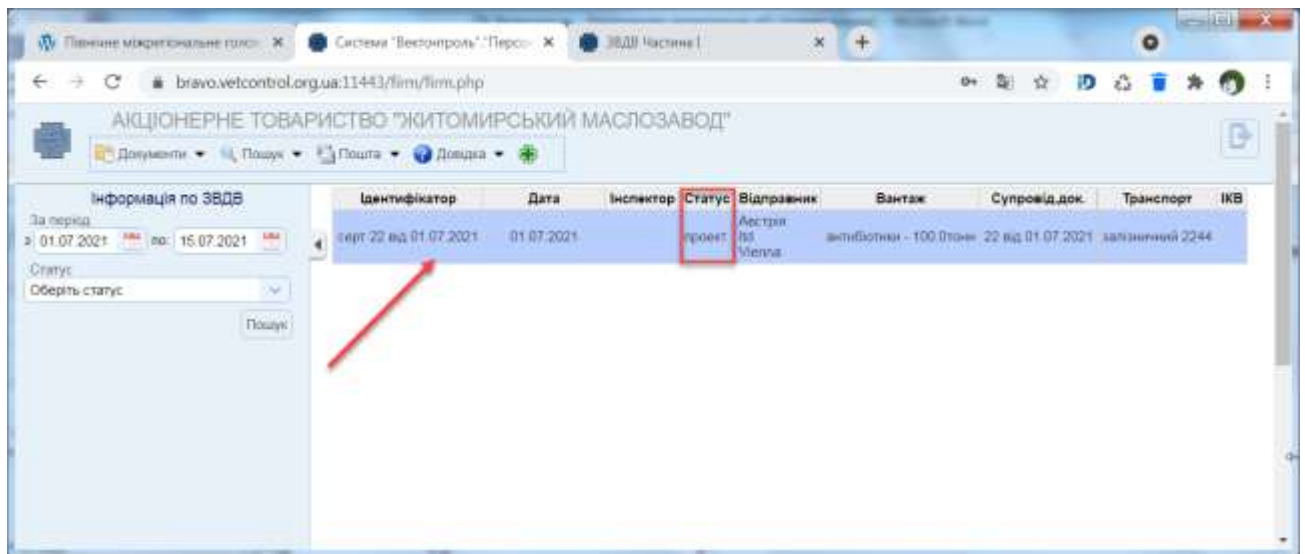 Північне міжрегіональне голов
Система "Ветконтроль"."Персо
ЗВДВ Частина I
bravo.vetcontrol.org.ua:11443/firm/firm.php
АКЦІОНЕРНЕ ТОВАРИСТВО "ЖИТОМИРСЬКИЙ МАСЛОЗАВОД"
Документи Пошук Пошта Довідка
Інформація по ЗВДВ
За період
з 01.07.2021 по: 15.07.2021
Статус
Оберіть статус
Пошук
Ідентифікатор Дата Інспектор Статус Відправник Вантаж Супровід.док. Транспорт ІКВ
серт 22 від 01.07.2021 01.07.2021 проект Австрія антибіотики - 100.0тонн 22 від 01.07.2021 залізничний 2244
Vienna